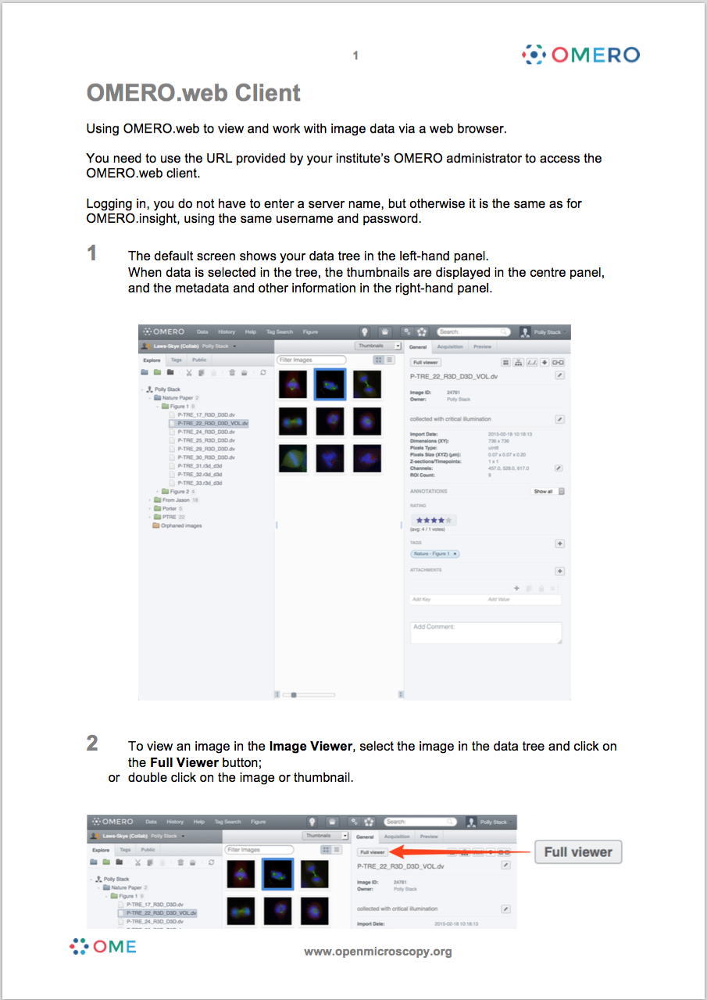 1
OMERO
OMERO.web Client
Using OMERO.web to view and work with image data via a web browser.
You need to use the URL provided by your institute's OMERO administrator to access the
OMERO.web client.
Logging in, you do not have to enter a server name, but otherwise it is the same as for
OMERO.insight, using the same username and password.
1 The default screen shows your data tree in the left-hand panel.
When data is selected in the tree, the thumbnails are displayed in the centre panel,
and the metadata and other information in the right-hand panel.
OMERO Data History Help Tag Search Figure Search: Polly Stack
Laws-Skye (Collab) Polly Stack Thumbnails General Acquisition Preview
Explore Tags Public
Filter Images
Full viewer
P-TRE_22_R3D_D3D_VOL.dv
Polly Stack
Nature Paper 2
Figure 1 9
P-TRE_17_R3D_D3D.dv
P-TRE_22_R3D_D3D_VOL.dv
P-TRE_24_R3D_D3D.dv
P-TRE_25_R3D_D3D.dv
P-TRE_29_R3D_D3D.dv
P-TRE_30_R3D_D3D.dv
P-TRE_31.r3d_d3d
P-TRE_32.r3d_d3d
P-TRE_33.r3d_d3d
Figure 2 4
From Jason 18
Porter 5
PTRE 22
Orphaned images
Image ID: 24781
Owner: Polly Stack
collected with critical illumination
Import Date: 2015-02-18 10:18:13
Dimensions (XY): 736 x 736
Pixels Type: uint8
Pixels Size (XYZ) (µm): 0.07 x 0.07 x 0.20
Z-sections/Timepoints: 1 x 1
Channels: 457.0, 528.0, 617.0
ROI Count: 9
ANNOTATIONS Show all
RATING
(avg: 4 / 1 votes)
TAGS
Nature - Figure 1
ATTACHMENTS
Add Key Add Value
Add Comment:
2 To view an image in the Image Viewer, select the image in the data tree and click on
the Full Viewer button;
or double click on the image or thumbnail.
OMERO Data History Help Tag Search Figure Search: Polly Stack
Laws-Skye (Collab) Polly Stack Thumbnails General Acquisition Preview
Explore Tags Public
Filter Images
Full viewer
Full viewer
P-TRE_22_R3D_D3D_VOL.dv
Polly Stack
Nature Paper 2
Figure 1 9
P-TRE_17_R3D_D3D.dv
P-TRE_22_R3D_D3D_VOL.dv
P-TRE_24_R3D_D3D.dv
Image ID: 24781
Owner: Polly Stack
collected with critical illumination
Import Date: 2015-02-18 10:18:13
OME
www.openmicroscopy.org